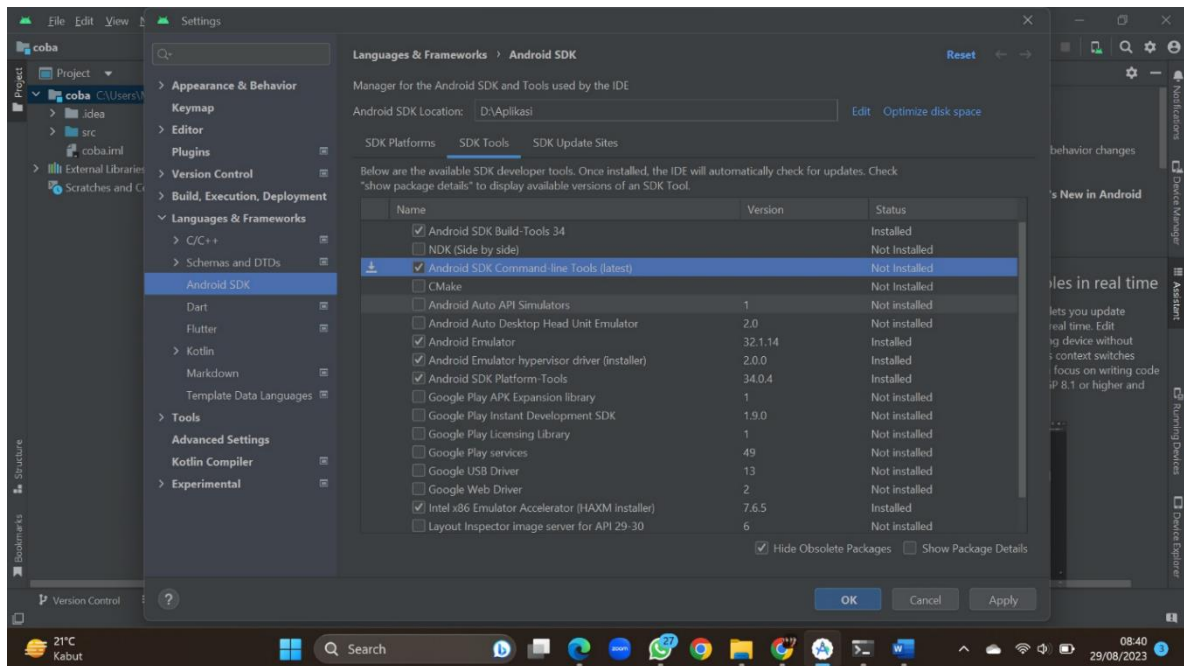 File Edit View
Settings
coba
Project
Project
coba C:\Users\
.idea
src
coba.iml
External Libraries
Scratches and
Structure
Bookmarks
Version Control
Appearance & Behavior
Keymap
Editor
Plugins
Version Control
Build, Execution, Deployment
Languages & Frameworks
C/C++
Schemas and DTDs
Android SDK
Dart
Flutter
Kotlin
Markdown
Template Data Languages
Tools
Advanced Settings
Kotlin Compiler
Experimental
Languages & Frameworks › Android SDK
Reset
Manager for the Android SDK and Tools used by the IDE
Android SDK Location: D:\Aplikasi Edit Optimize disk space
SDK Platforms SDK Tools SDK Update Sites
Below are the available SDK developer tools. Once installed, the IDE will automatically check for updates. Check
"show package details" to display available versions of an SDK Tool.
Name Version Status
Android SDK Build-Tools 34 Installed
NDK (Side by side) Not Installed
Android SDK Command-line Tools (latest) Not Installed
CMake Not Installed
Android Auto API Simulators 1 Not installed
Android Auto Desktop Head Unit Emulator 2.0 Not installed
Android Emulator 32.1.14 Installed
Android Emulator hypervisor driver (installer) 2.0.0 Installed
Android SDK Platform-Tools 34.0.4 Installed
Google Play APK Expansion library 1 Not installed
Google Play Instant Development SDK 1.9.0 Not installed
Google Play Licensing Library 1 Not installed
Google Play services 49 Not installed
Google USB Driver 13 Not installed
Google Web Driver 2 Not installed
Intel x86 Emulator Accelerator (HAXM installer) 7.6.5 Installed
Layout Inspector image server for API 29-30 6 Not installed
Hide Obsolete Packages Show Package Details
? OK Cancel Apply
behavior changes
's New in Android
les in real time
lets you update
real time. Edit
ng device without
s context switches
focus on writing code
P 8.1 or higher and
Notifications
Device Manager
Assistant
Running Devices
Device Explorer
21°C
Kabut
Search
zoom
27
08:40
29/08/2023
3